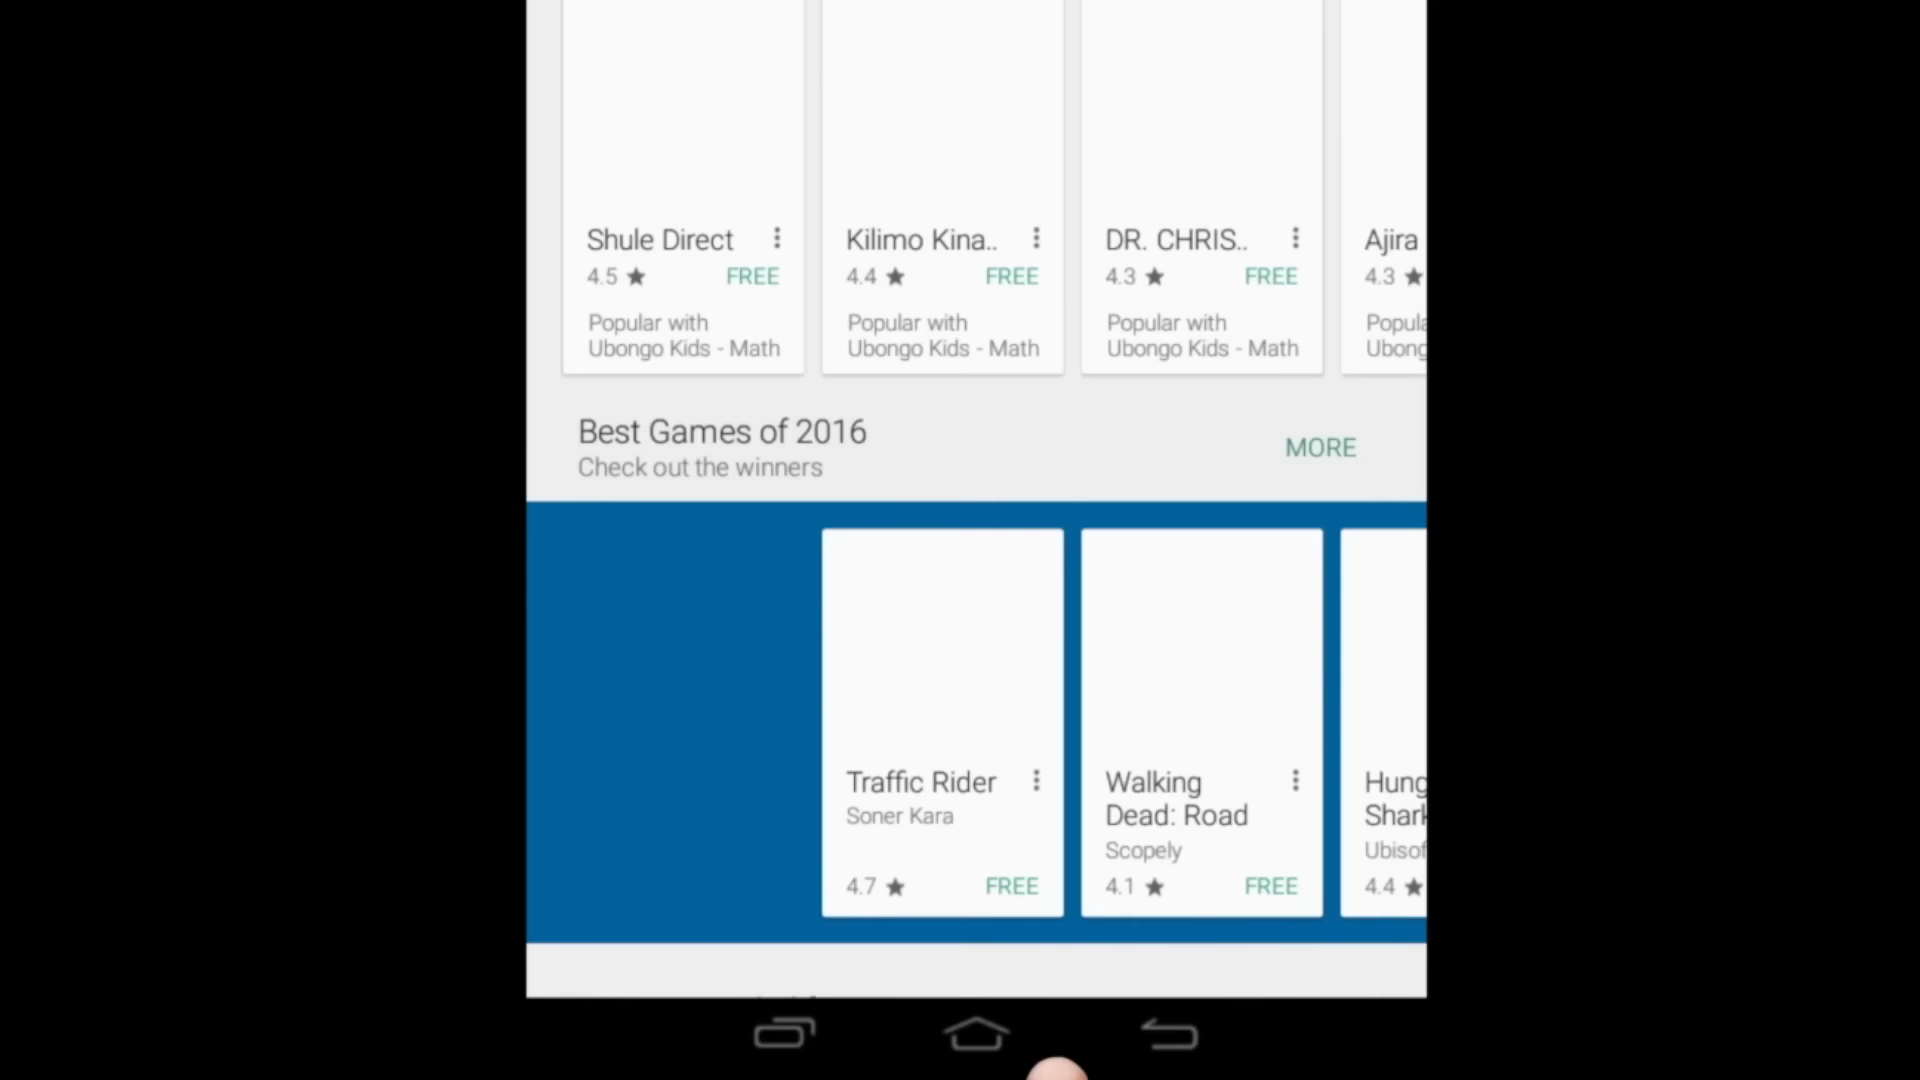 Shule Direct
4.5 FREE
Popular with
Ubongo Kids - Math
Kilimo Kina..
4.4 FREE
Popular with
Ubongo Kids - Math
DR. CHRIS..
4.3 FREE
Popular with
Ubongo Kids - Math
Ajira
4.3
Popula
Ubong
Best Games of 2016
Check out the winners
MORE
Traffic Rider
Soner Kara
4.7 FREE
Walking
Dead: Road
Scopely
4.1 FREE
Hung
Shark
Ubisof
4.4